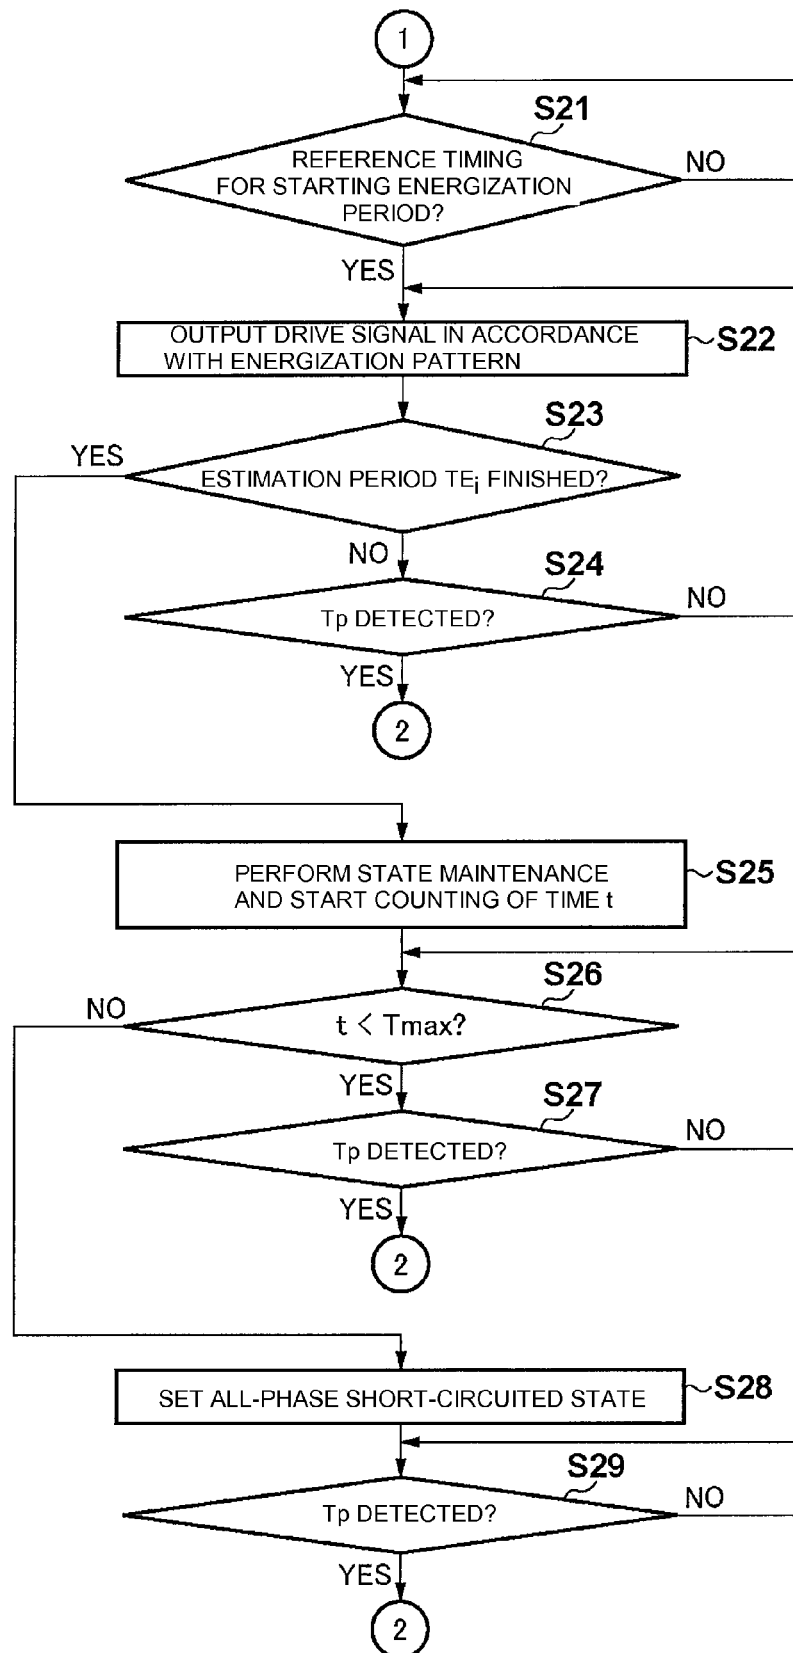 1
S21
REFERENCE TIMING
FOR STARTING ENERGIZATION
PERIOD?
NO
YES
OUTPUT DRIVE SIGNAL IN ACCORDANCE
WITH ENERGIZATION PATTERN
S22
S23
YES
ESTIMATION PERIOD TEi FINISHED?
NO
S24
Tp DETECTED?
NO
YES
2
PERFORM STATE MAINTENANCE
AND START COUNTING OF TIME t
S25
S26
NO
t < Tmax?
YES
S27
Tp DETECTED?
NO
YES
2
SET ALL-PHASE SHORT-CIRCUITED STATE
S28
S29
Tp DETECTED?
NO
YES
2